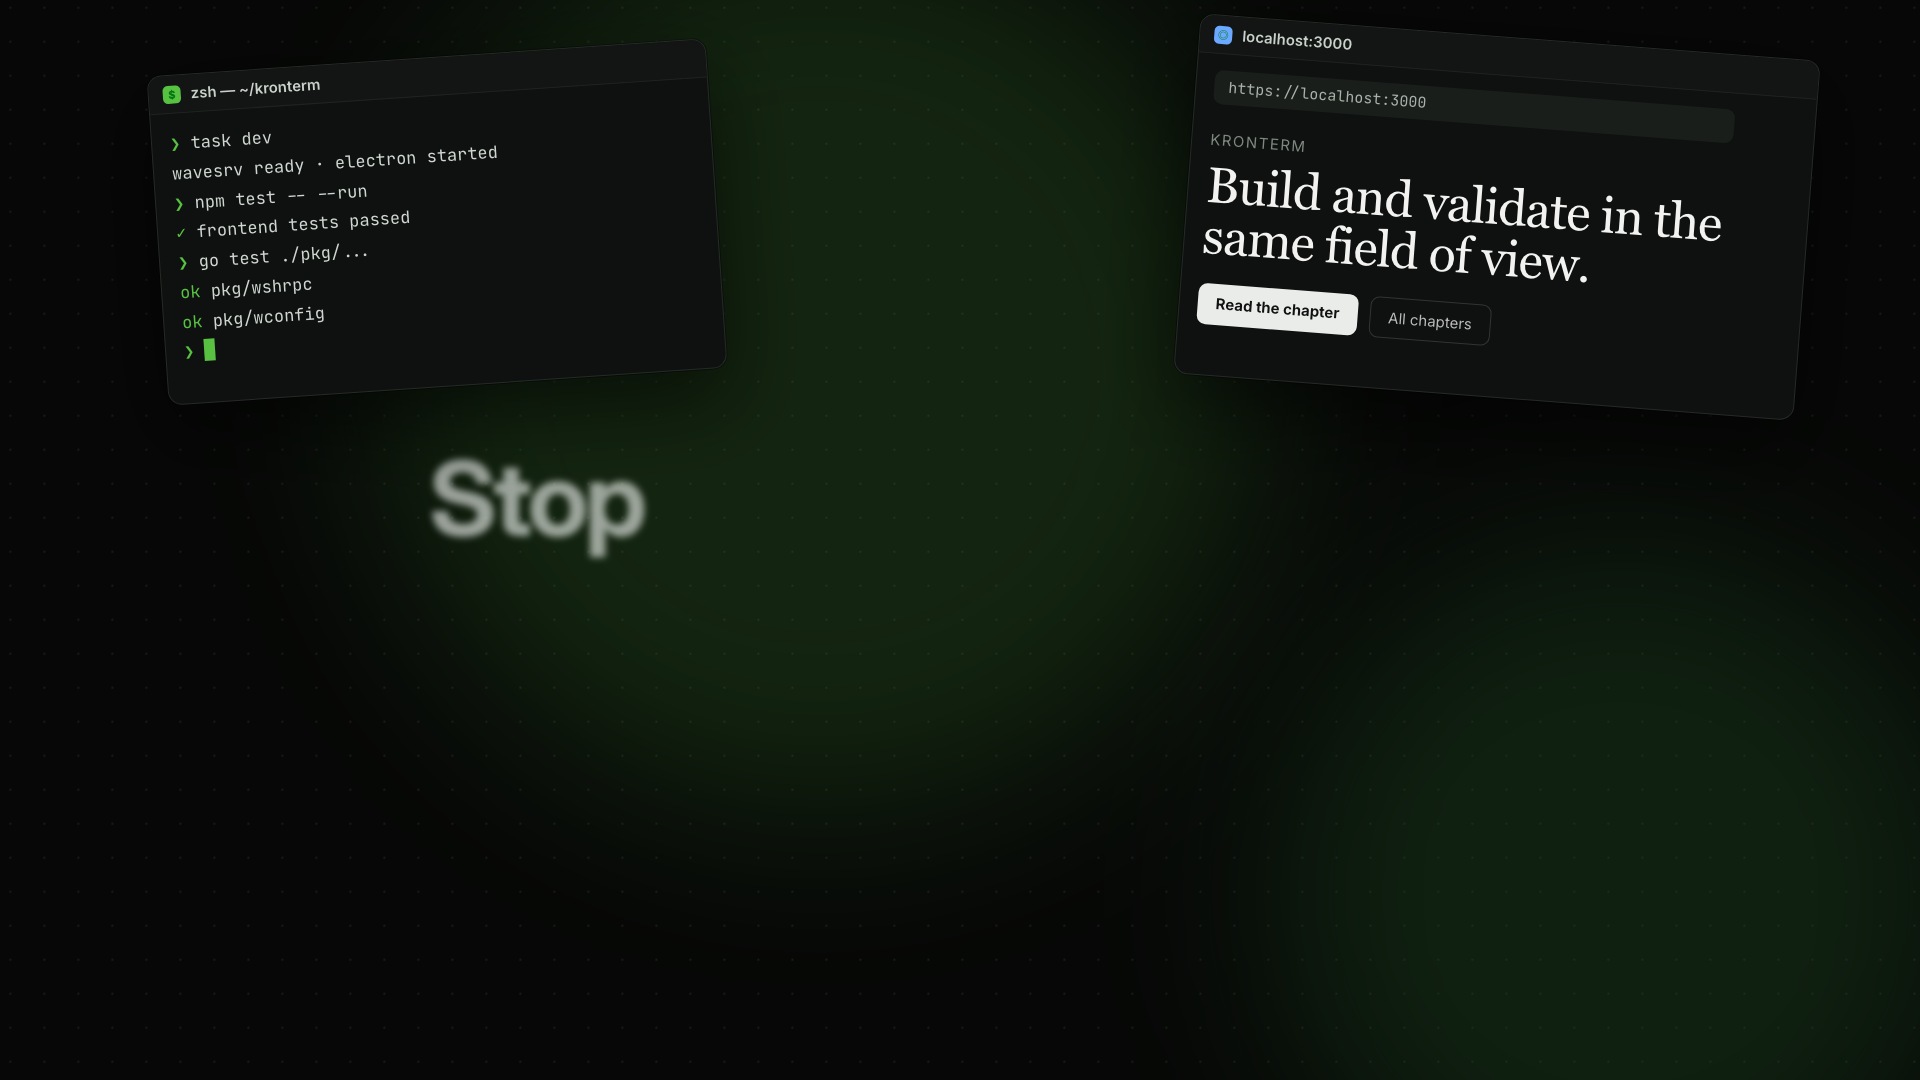 $ zsh — ~/kronterm
❯ task dev
wavesrv ready · electron started
❯ npm test -- --run
✓ frontend tests passed
❯ go test ./pkg/...
ok pkg/wshrpc
ok pkg/wconfig
❯
localhost:3000
https://localhost:3000
KRONTERM
Build and validate in the
same field of view.
Read the chapter
All chapters
Stop